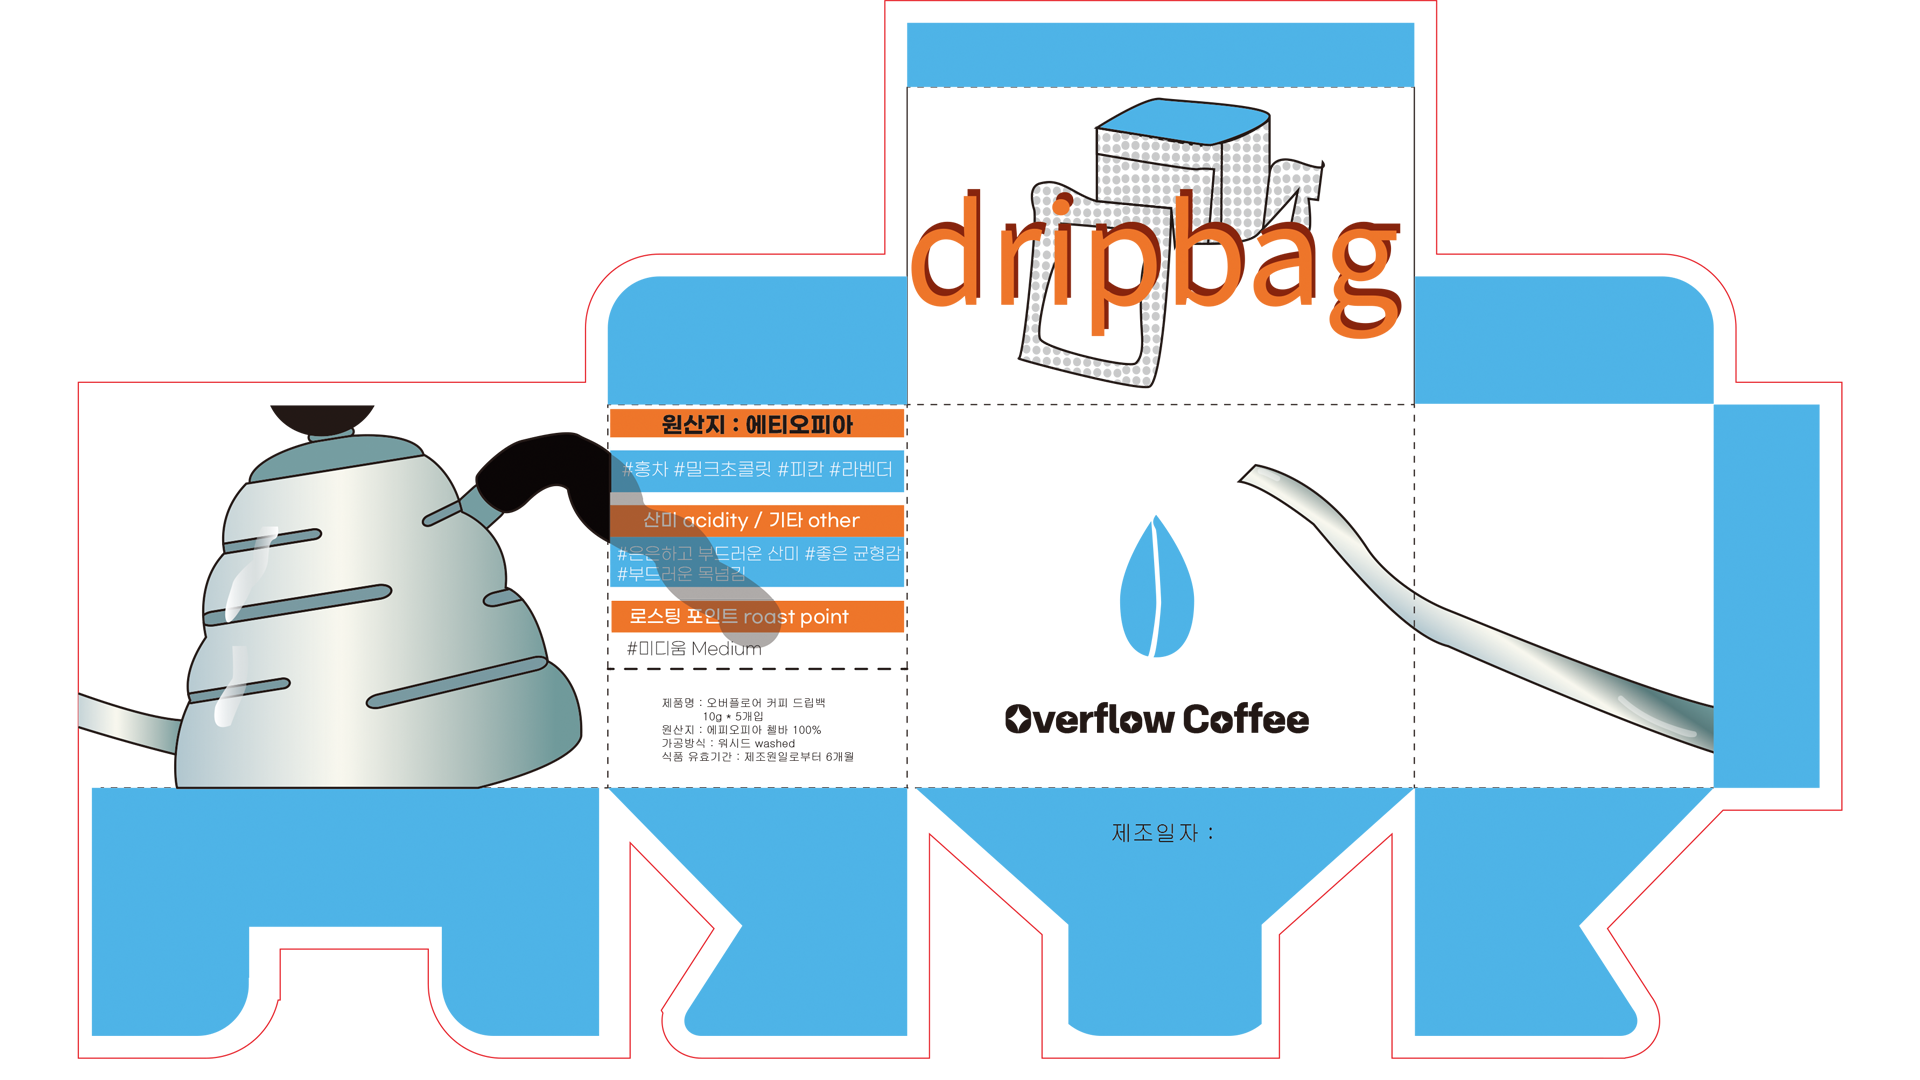 dripbag
원산지 : 에티오피아
#홍차 #밀크초콜릿 #피칸 #라벤더
산미 acidity / 기타 other
#은은하고 부드러운 산미 #좋은 균형감
#부드러운 목넘김
로스팅 포인트 roast point
#미디움 Medium
제품명 : 오버플로어 커피 드립백
10g * 5개입
원산지 : 에피오피아 첼바 100%
가공방식 : 워시드 washed
식품 유효기간 : 제조원일로부터 6개월
Overflow Coffee
제조일자 :